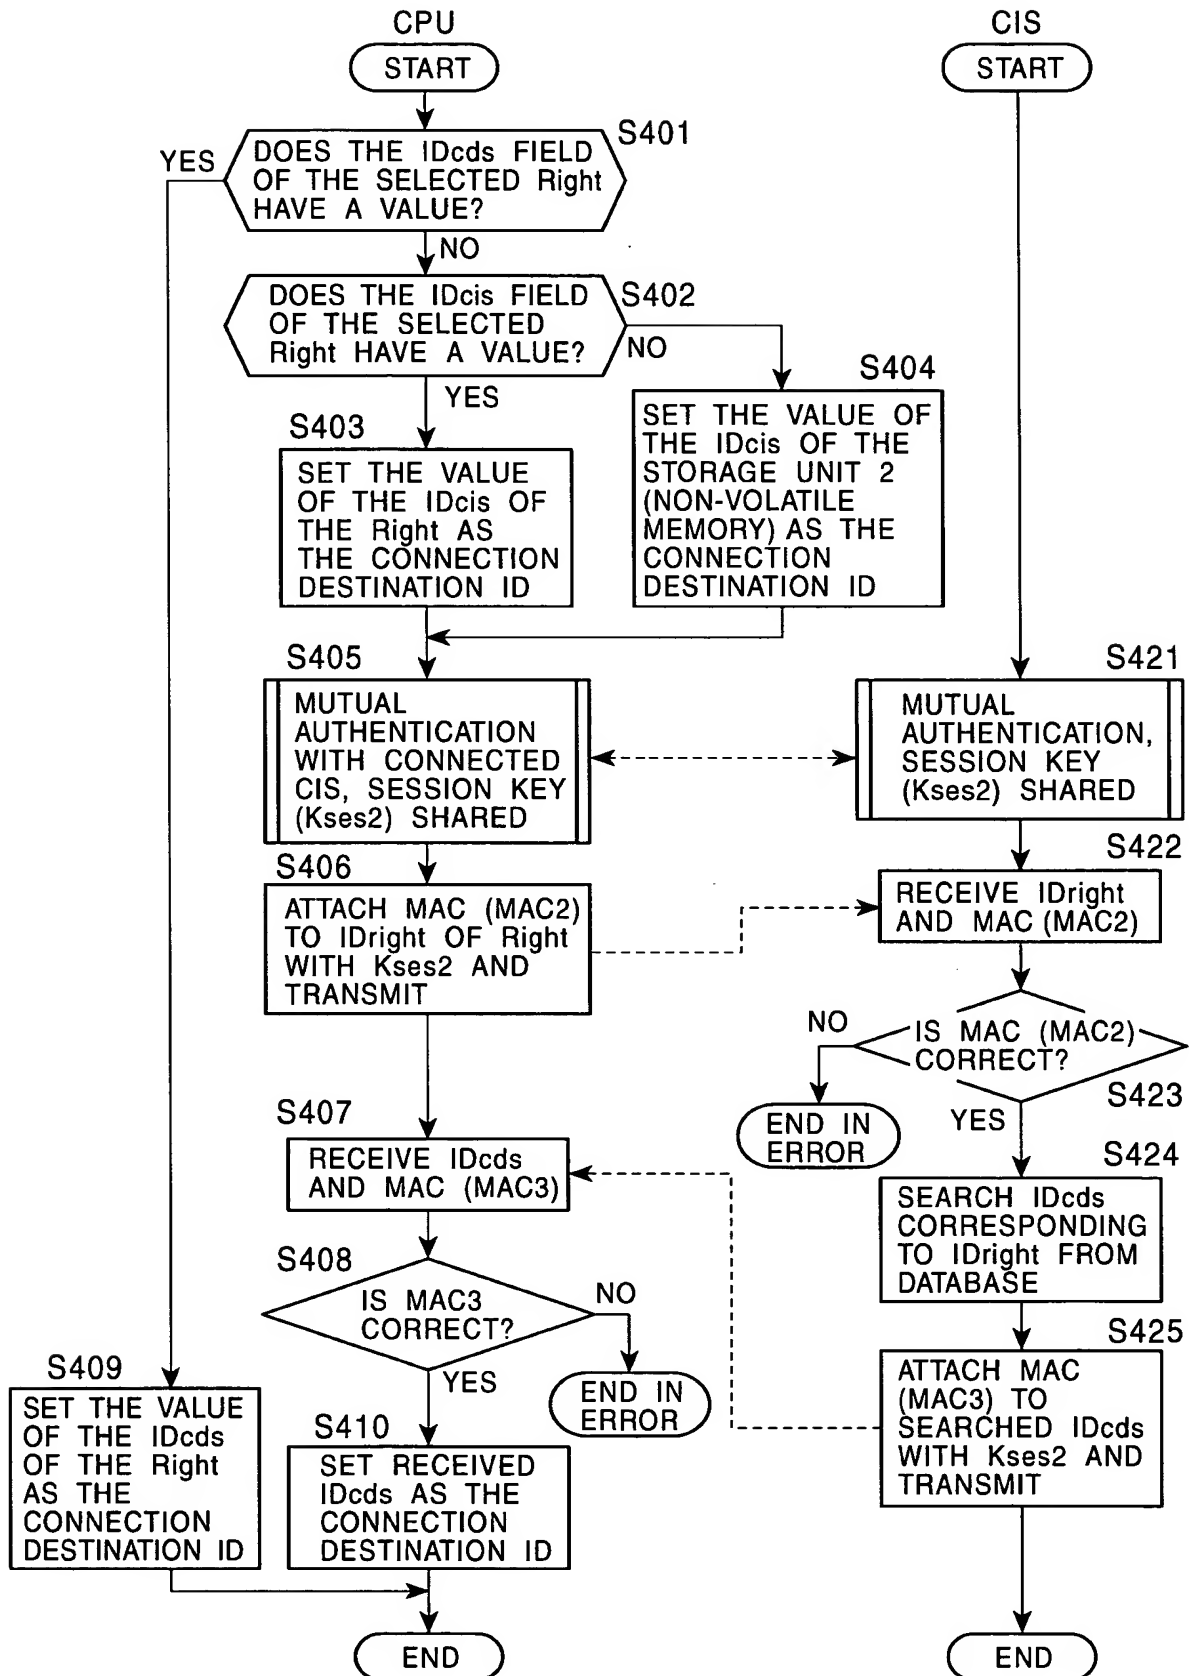 CPU
START
S401
YES
DOES THE IDcds FIELD
OF THE SELECTED Right
HAVE A VALUE?
NO
S402
DOES THE IDcis FIELD
OF THE SELECTED
Right HAVE A VALUE?
NO
YES
S403
SET THE VALUE
OF THE IDcis OF
THE Right AS
THE CONNECTION
DESTINATION ID
S404
SET THE VALUE OF
THE IDcis OF THE
STORAGE UNIT 2
(NON-VOLATILE
MEMORY) AS THE
CONNECTION
DESTINATION ID
S405
MUTUAL
AUTHENTICATION
WITH CONNECTED
CIS, SESSION KEY
(Kses2) SHARED
S406
ATTACH MAC (MAC2)
TO IDright OF Right
WITH Kses2 AND
TRANSMIT
S407
RECEIVE IDcds
AND MAC (MAC3)
S408
IS MAC3
CORRECT?
NO
END IN
ERROR
YES
S409
SET THE VALUE
OF THE IDcds
OF THE Right
AS THE
CONNECTION
DESTINATION ID
S410
SET RECEIVED
IDcds AS THE
CONNECTION
DESTINATION ID
END
CIS
START
S421
MUTUAL
AUTHENTICATION,
SESSION KEY
(Kses2) SHARED
S422
RECEIVE IDright
AND MAC (MAC2)
NO
IS MAC (MAC2)
CORRECT?
S423
END IN
ERROR
YES
S424
SEARCH IDcds
CORRESPONDING
TO IDright FROM
DATABASE
S425
ATTACH MAC
(MAC3) TO
SEARCHED IDcds
WITH Kses2 AND
TRANSMIT
END